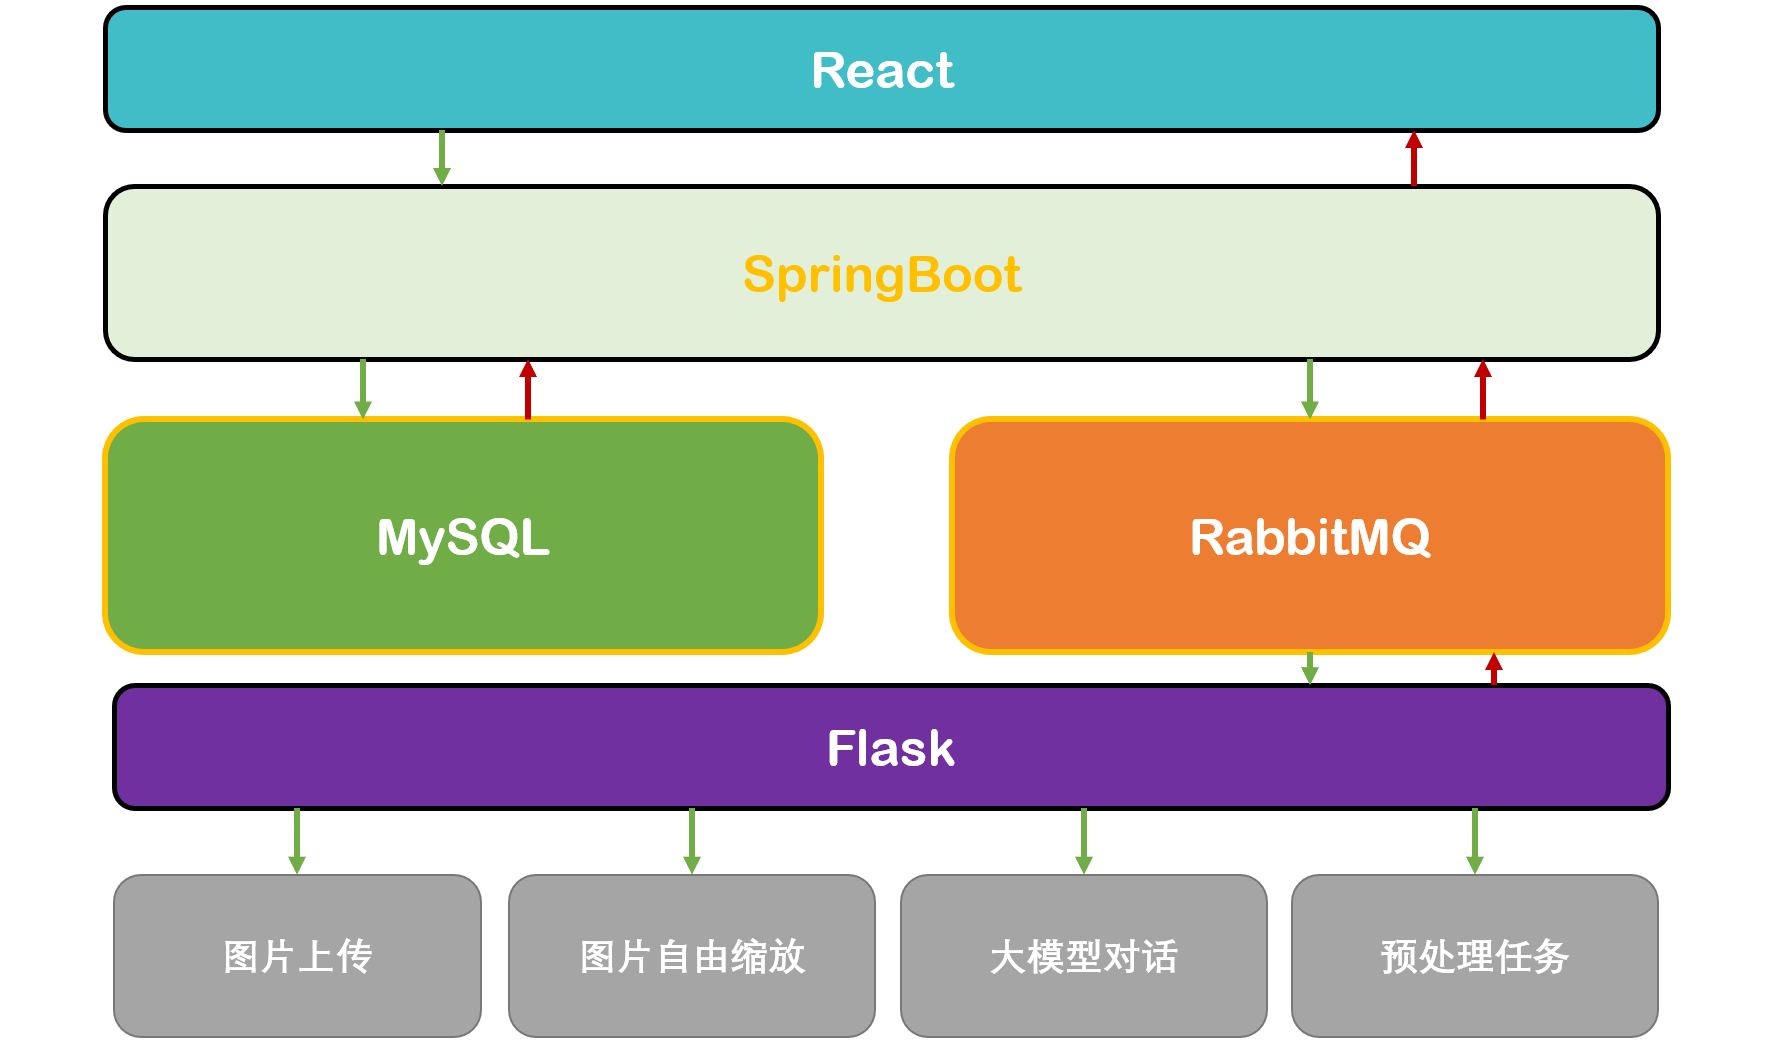 React
SpringBoot
MySQL
RabbitMQ
Flask
图片上传
图片自由缩放
大模型对话
预处理任务